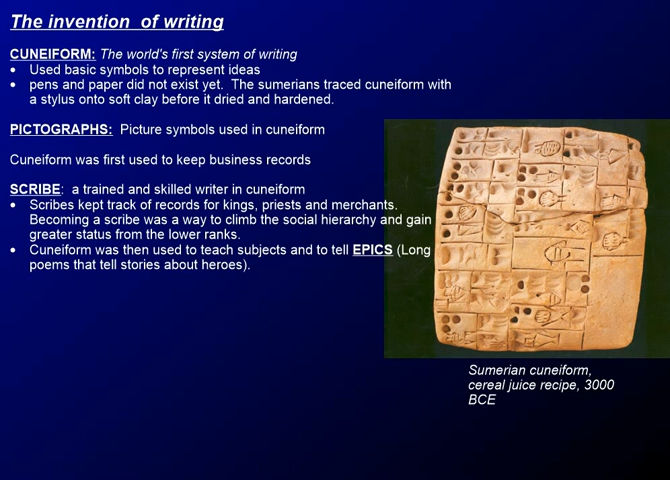 The invention of writing
CUNEIFORM: The world's first system of writing
• Used basic symbols to represent ideas
• pens and paper did not exist yet. The sumerians traced cuneiform with
a stylus onto soft clay before it dried and hardened.
PICTOGRAPHS: Picture symbols used in cuneiform
Cuneiform was first used to keep business records
SCRIBE: a trained and skilled writer in cuneiform
• Scribes kept track of records for kings, priests and merchants.
Becoming a scribe was a way to climb the social hierarchy and gain
greater status from the lower ranks.
• Cuneiform was then used to teach subjects and to tell EPICS (Long
poems that tell stories about heroes).
Sumerian cuneiform,
cereal juice recipe, 3000
BCE